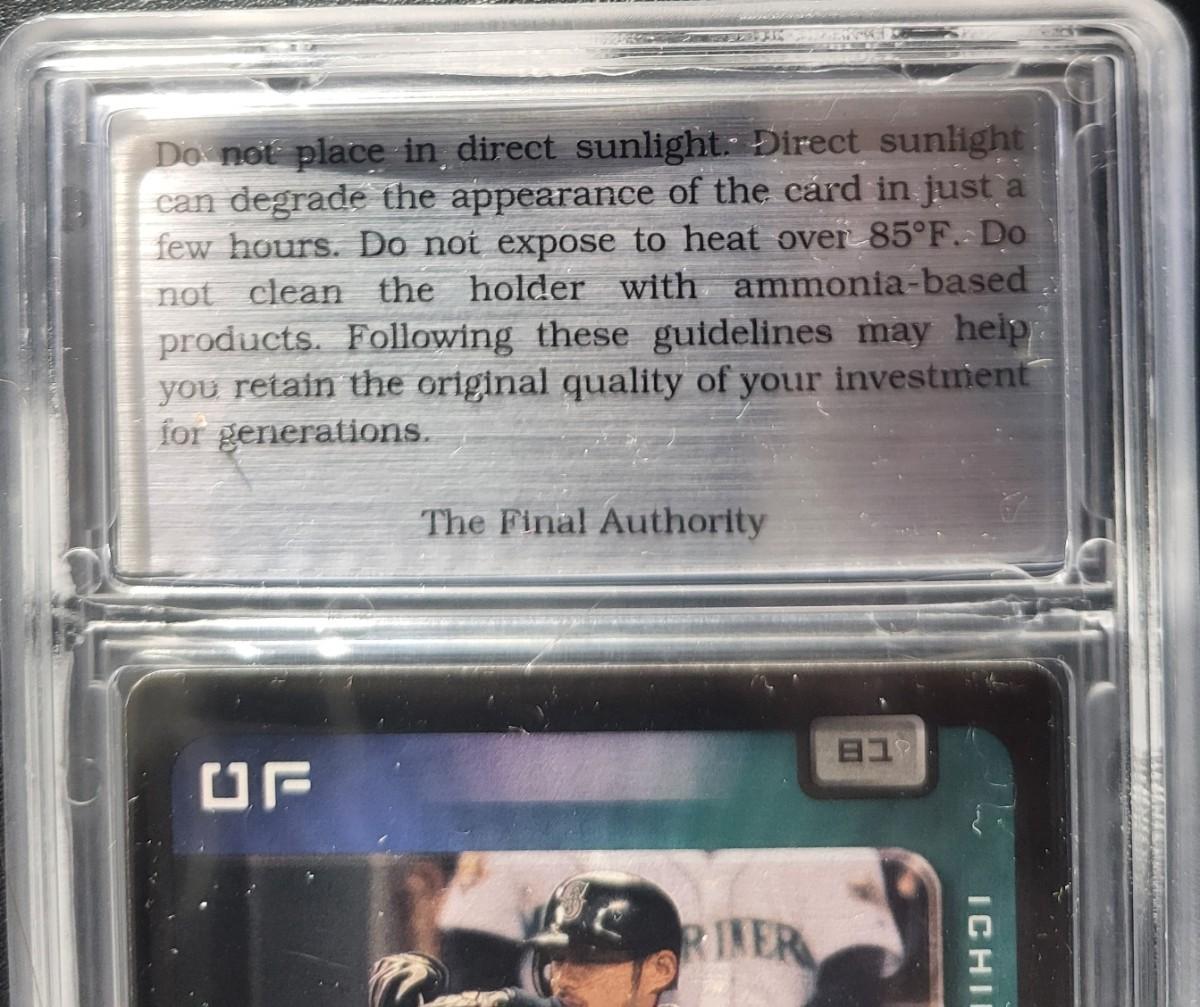 Do not place in direct sunlight. Direct sunlight
can degrade the appearance of the card in just a
few hours. Do not expose to heat over 85°F. Do
not clean the holder with ammonia-based
products. Following these guidelines may help
you retain the original quality of your investment
for generations.
The Final Authority
OF
81
ICHI
RINER